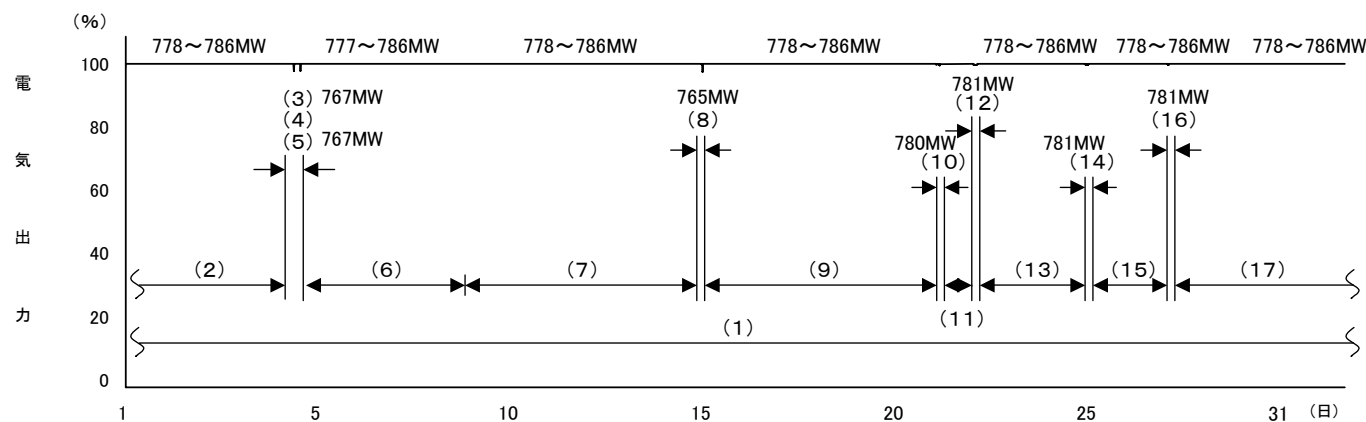 (%)
778～786MW 777～786MW 778～786MW 778～786MW 778～786MW 778～786MW 778～786MW
100
80
60
40
20
0
電気出力
(3) 767MW
(4)
(5) 767MW
765MW
(8)
781MW
(12)
780MW
(10)
781MW
(14)
781MW
(16)
(2) (6) (7) (9) (13) (15) (17)
(11)
(1)
1 5 10 15 20 25 31 (日)